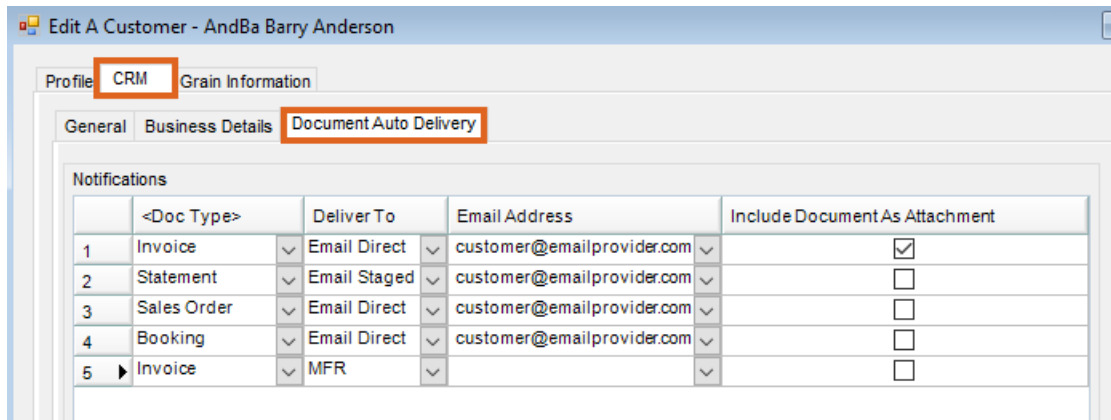 Edit A Customer - AndBa Barry Anderson
Profile CRM Grain Information
General Business Details Document Auto Delivery
Notifications
<Doc Type> Deliver To Email Address Include Document As Attachment
1 Invoice Email Direct customer@emailprovider.com
2 Statement Email Staged customer@emailprovider.com
3 Sales Order Email Direct customer@emailprovider.com
4 Booking Email Direct customer@emailprovider.com
5 Invoice MFR